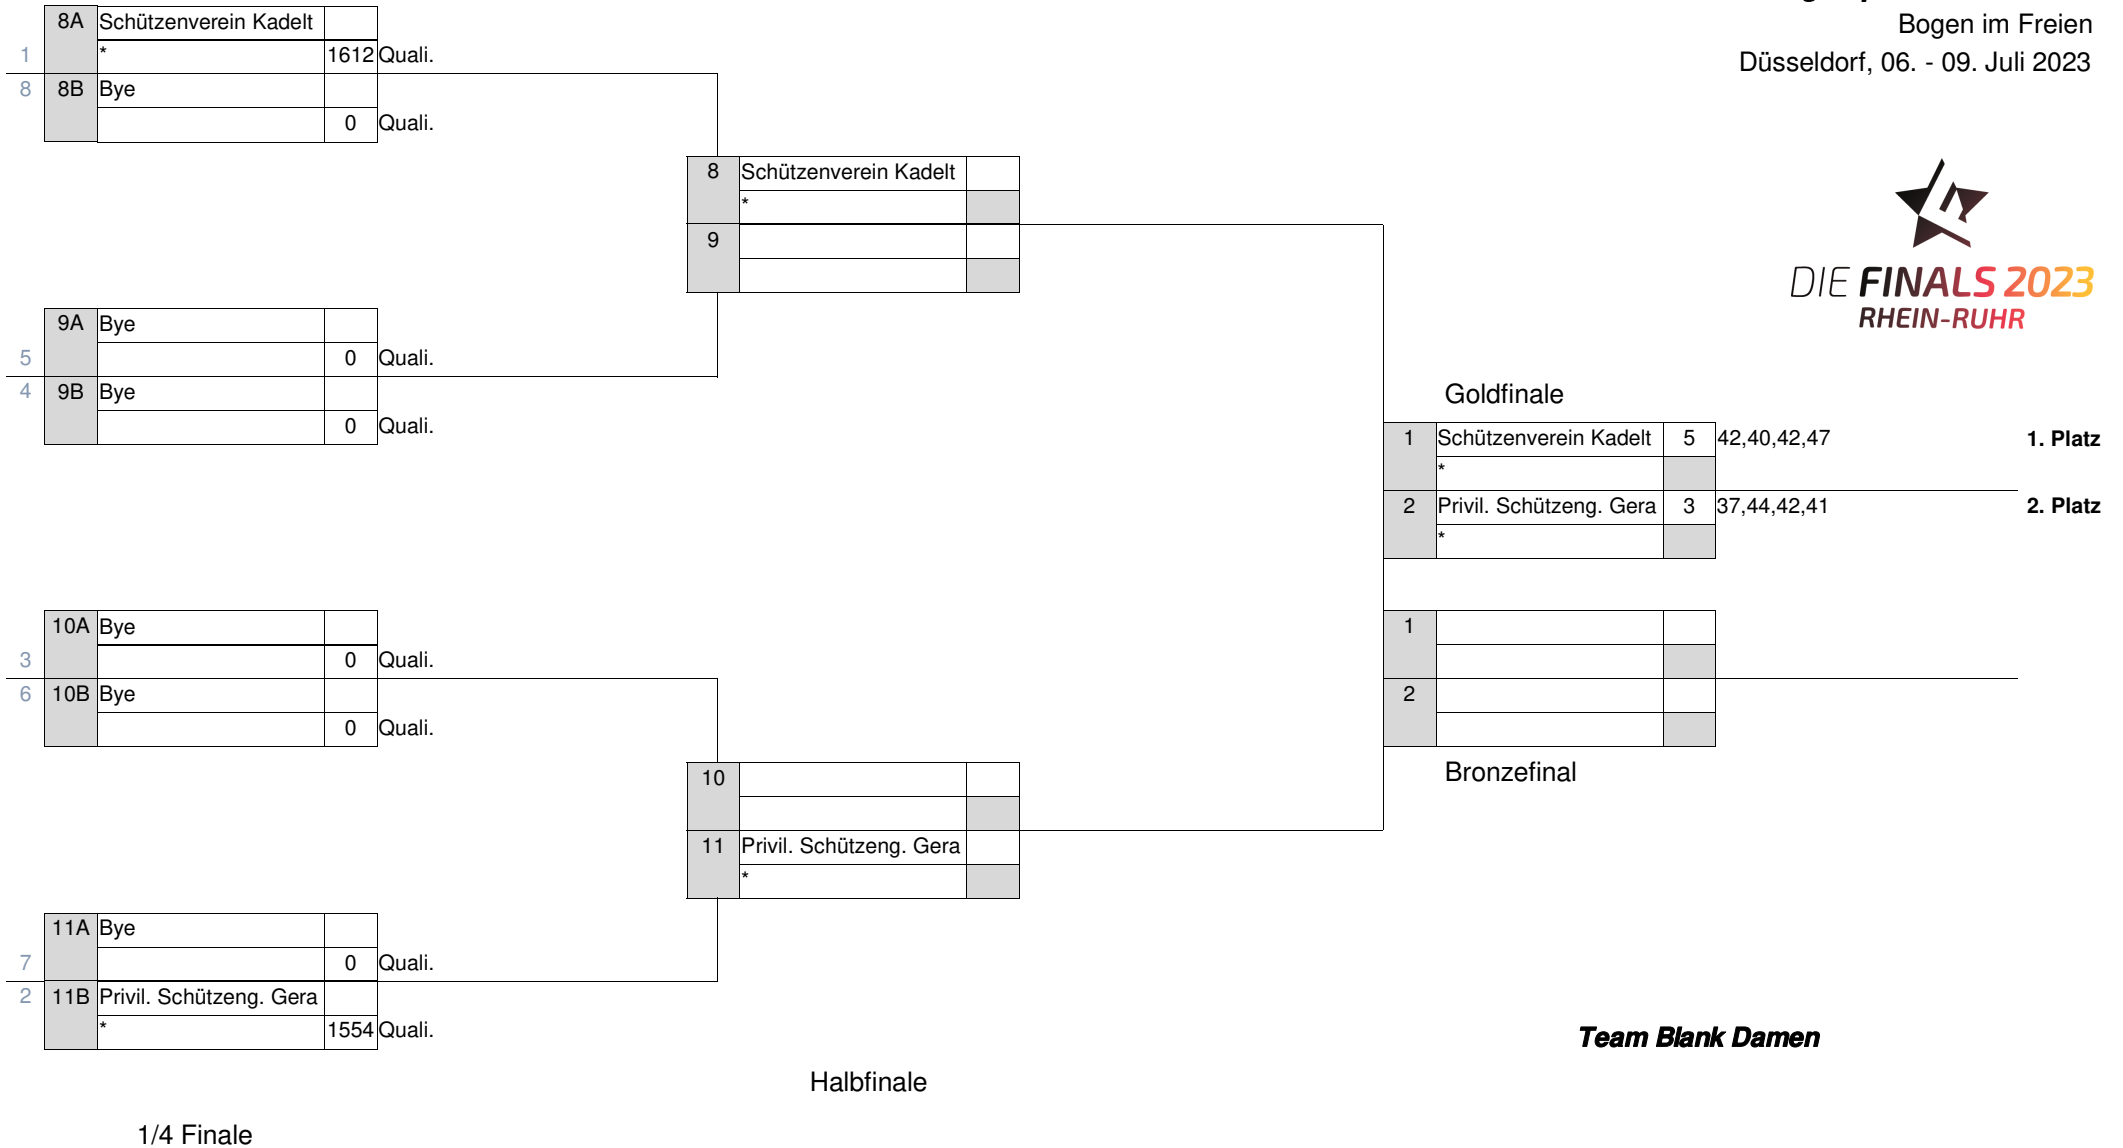 Bogen im Freien
Düsseldorf, 06. - 09. Juli 2023
DIE FINALS 2023
RHEIN-RUHR
8A Schützenverein Kadelt
1 * 1612 Quali.
8 8B Bye
0 Quali.
9A Bye
5 0 Quali.
4 9B Bye
0 Quali.
10A Bye
3 0 Quali.
6 10B Bye
0 Quali.
11A Bye
7 0 Quali.
2 11B Privil. Schützeng. Gera
* 1554 Quali.
1/4 Finale
8 Schützenverein Kadelt
*
9
10
11 Privil. Schützeng. Gera
*
Halbfinale
Goldfinale
1 Schützenverein Kadelt 5 42,40,42,47 1. Platz
*
2 Privil. Schützeng. Gera 3 37,44,42,41 2. Platz
*
1
2
Bronzefinal
Team Blank Damen